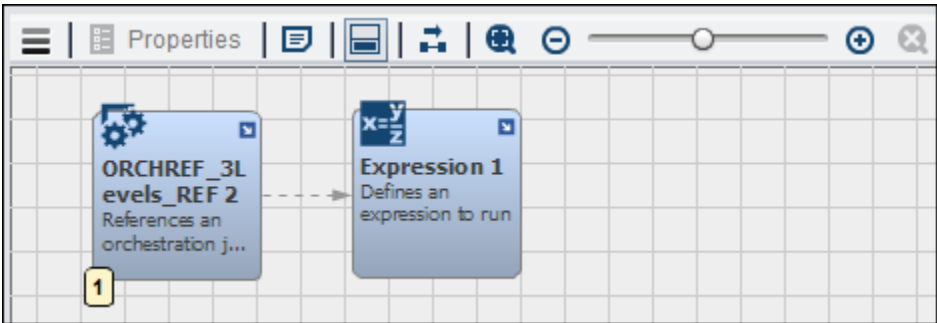 Properties
x=y/z
ORCHREF_3L
evels_REF 2
References an
orchestration j...
1
x=y/z
Expression 1
Defines an
expression to run